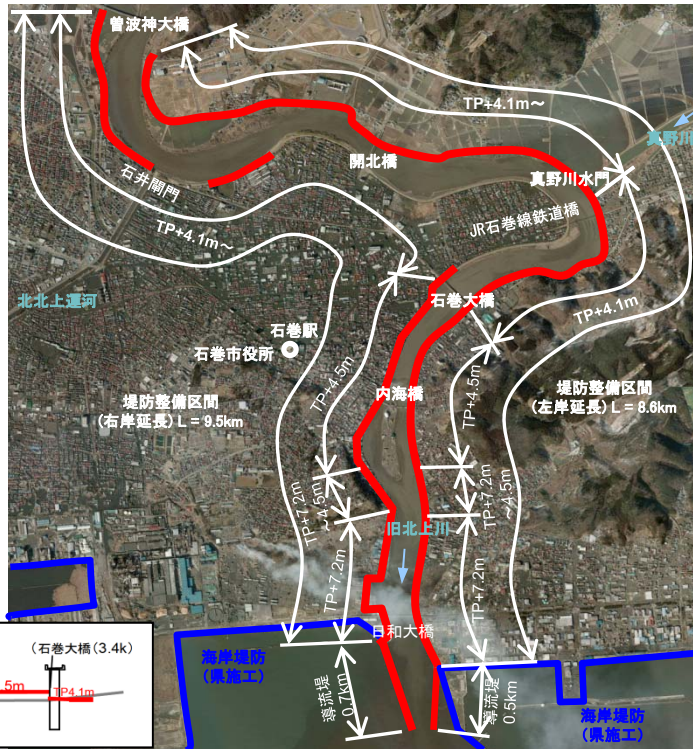 曽波神大橋
TP+4.1m～
真野川
開北橋
石井閘門
真野川水門
TP+4.1m～
JR石巻線鉄道橋
北北上運河
石巻大橋
TP+4.1m
石巻駅
石巻市役所
TP+4.5m
内海橋
TP+4.5m
堤防整備区間
(右岸延長) L = 9.5km
堤防整備区間
(左岸延長) L = 8.6km
TP+7.2m
～4.5m
TP+7.2m
～4.5m
旧北上川
TP+7.2m
TP+7.2m
日和大橋
(石巻大橋(3.4k)
5m
TP4.1m
海岸堤防
(県施工)
導流堤
0.7km
導流堤
0.5km
海岸堤防
(県施工)